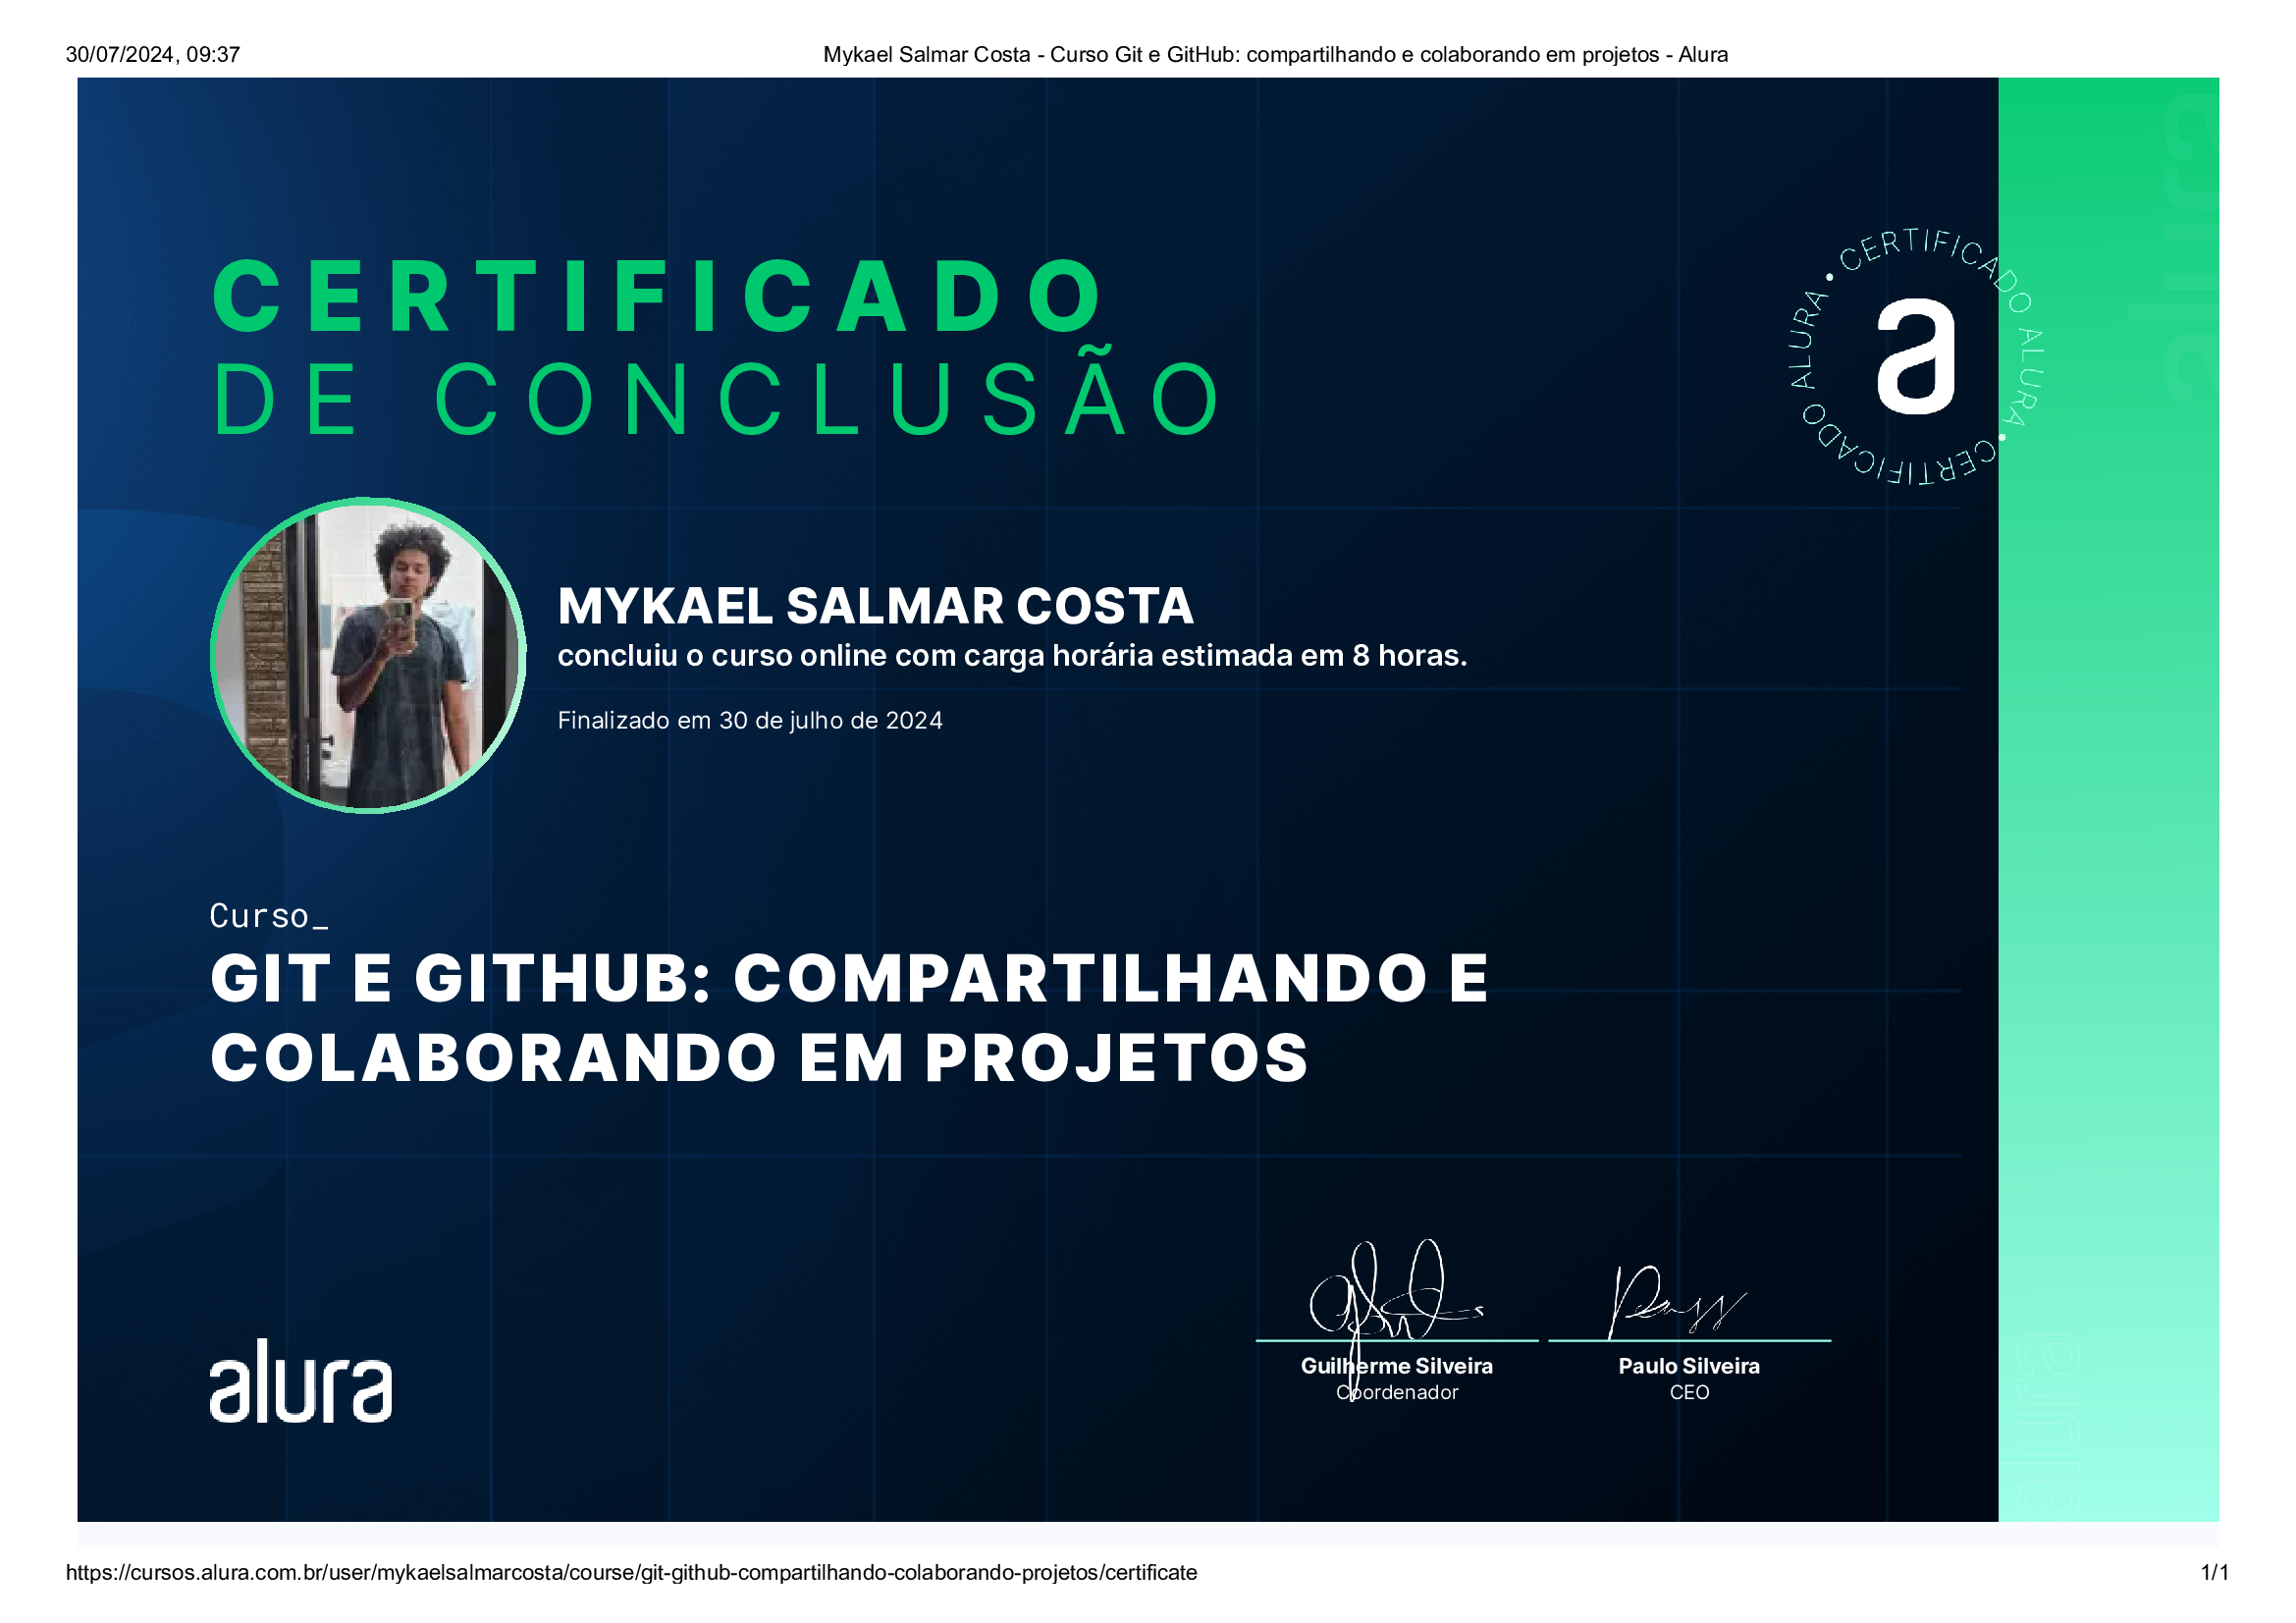 30/07/2024, 09:37
Mykael Salmar Costa - Curso Git e GitHub: compartilhando e colaborando em projetos - Alura
alura
CERTIFICADO
DE CONCLUSÃO
CERTIFICADO ALURA • CERTIFICADO ALURA •
a
MYKAEL SALMAR COSTA
concluiu o curso online com carga horária estimada em 8 horas.
Finalizado em 30 de julho de 2024
Curso_
GIT E GITHUB: COMPARTILHANDO E
COLABORANDO EM PROJETOS
alura
Guilherme Silveira
Coordenador
Paulo Silveira
CEO
alura
https://cursos.alura.com.br/user/mykaelsalmarcosta/course/git-github-compartilhando-colaborando-projetos/certificate
1/1